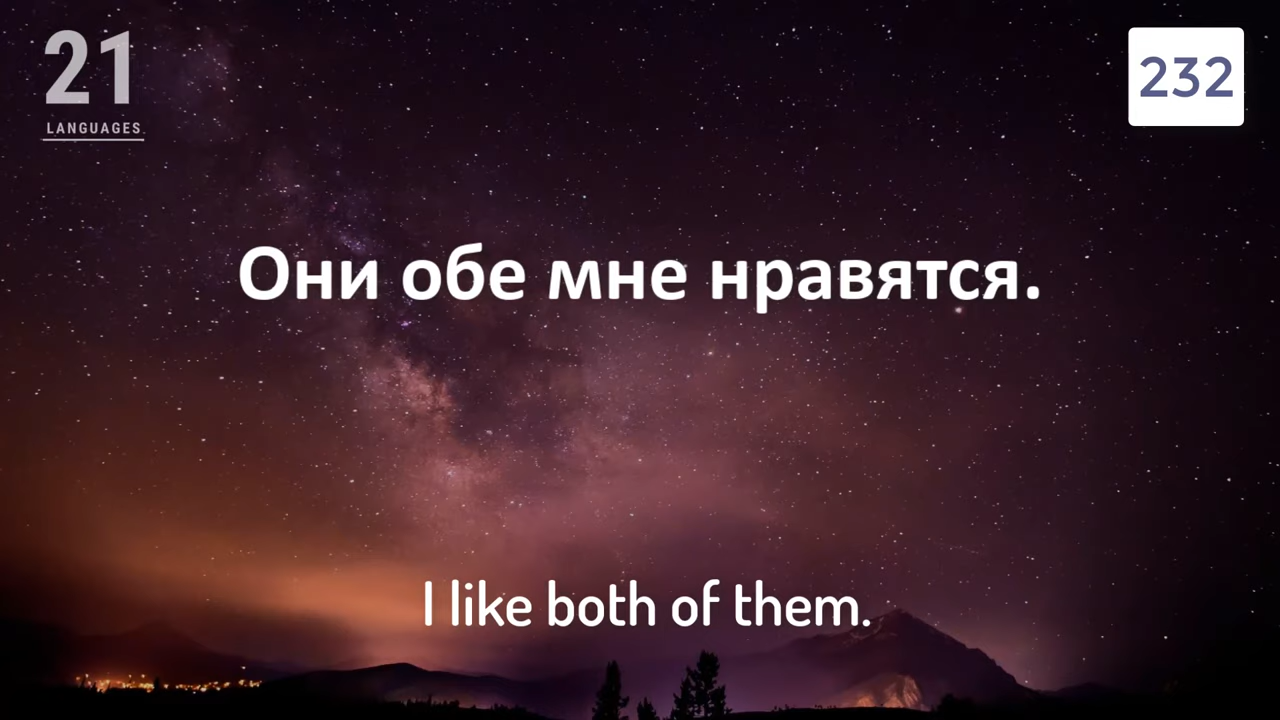 21
LANGUAGES
232
Они обе мне нравятся.
I like both of them.